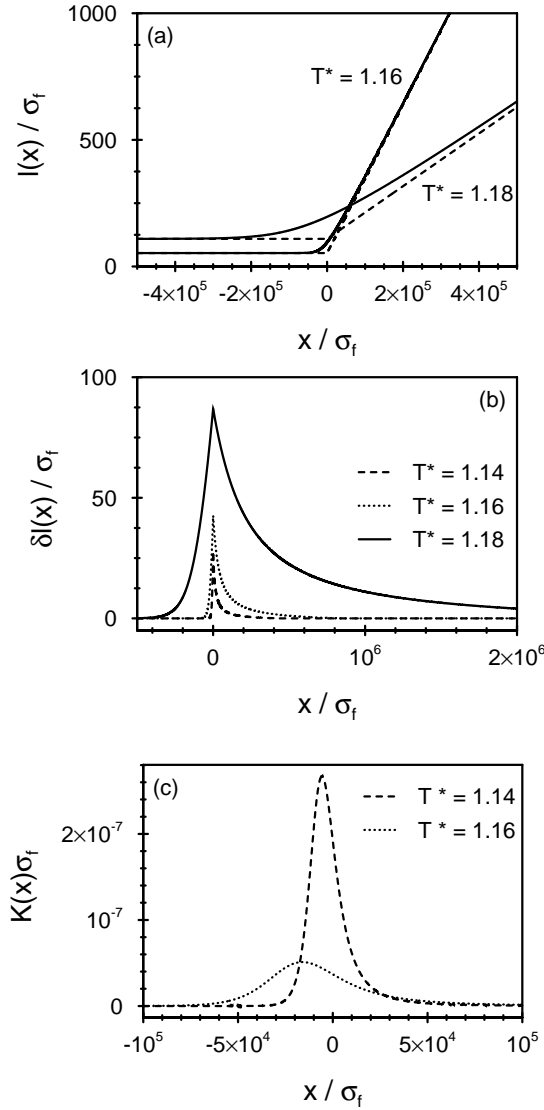 (a)
l(x) / σf
1000
750
500
250
0
T* = 1.16
T* = 1.18
-4×10⁵
-2×10⁵
0
2×10⁵
4×10⁵
x / σf
(b)
δl(x) / σf
100
50
0
T* = 1.14
T* = 1.16
T* = 1.18
0
10⁶
2×10⁶
x / σf
(c)
K(x)σf
2×10⁻⁷
10⁻⁷
0
T * = 1.14
T * = 1.16
-10⁵
-5×10⁴
0
5×10⁴
10⁵
x / σf